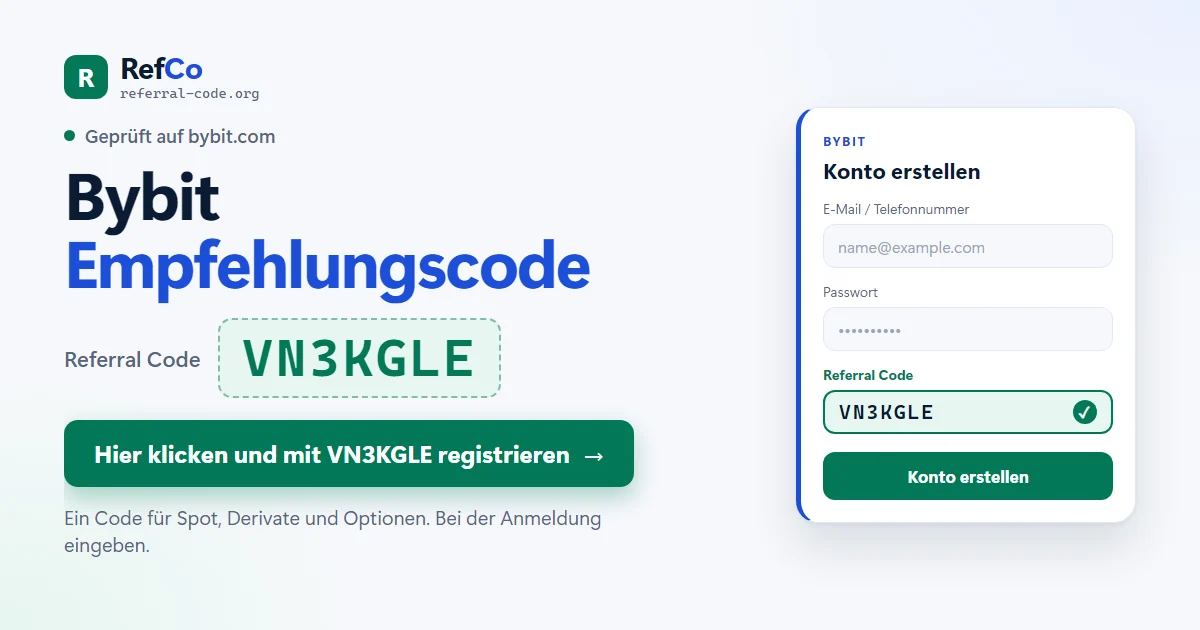 R
RefCo
referral-code.org
Geprüft auf bybit.com
Bybit
Empfehlungscode
Referral Code
VN3KGLE
Hier klicken und mit VN3KGLE registrieren →
Ein Code für Spot, Derivate und Optionen. Bei der Anmeldung
eingeben.
BYBIT
Konto erstellen
E-Mail / Telefonnummer
name@example.com
Passwort
••••••••••
Referral Code
VN3KGLE ✓
Konto erstellen